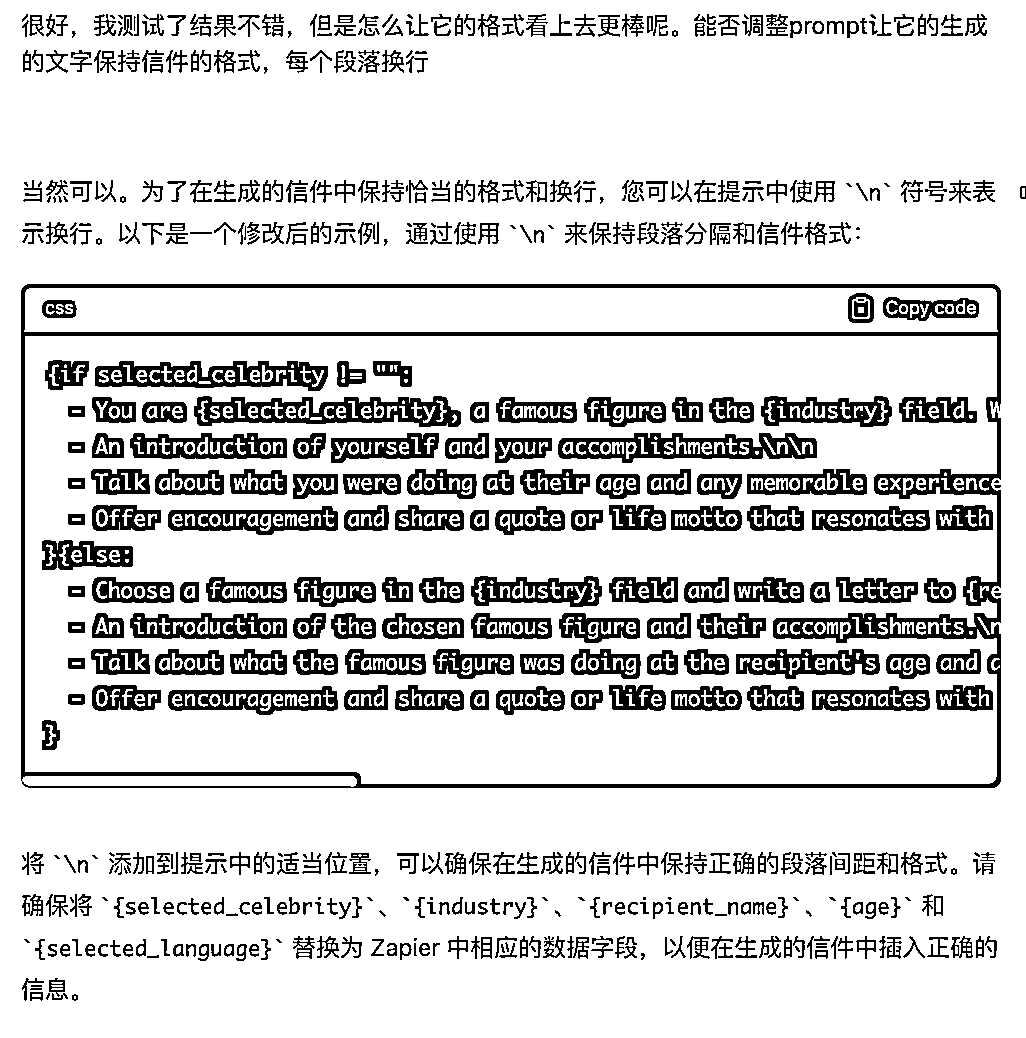 很好，我测试了结果不错，但是怎么让它的格式看上去更棒呢。能否调整prompt让它的生成
的文字保持信件的格式，每个段落换行
当然可以。为了在生成的信件中保持恰当的格式和换行，您可以在提示中使用 `\n` 符号来表
示换行。以下是一个修改后的示例，通过使用 `\n` 来保持段落分隔和信件格式：
css Copy code
{if selected_celebrity != "":
- You are {selected_celebrity}, a famous figure in the {industry} field.
- An introduction of yourself and your accomplishments.\n\n
- Talk about what you were doing at their age and any memorable experience
- Offer encouragement and share a quote or life motto that resonates with
}{else:
- Choose a famous figure in the {industry} field and write a letter to {re
- An introduction of the chosen famous figure and their accomplishments.\n
- Talk about what the famous figure was doing at the recipient's age and
- Offer encouragement and share a quote or life motto that resonates with
}
将 `\n` 添加到提示中的适当位置，可以确保在生成的信件中保持正确的段落间距和格式。请
确保将 `{selected_celebrity}`、`{industry}`、`{recipient_name}`、`{age}` 和
`{selected_language}` 替换为 Zapier 中相应的数据字段，以便在生成的信件中插入正确的
信息。